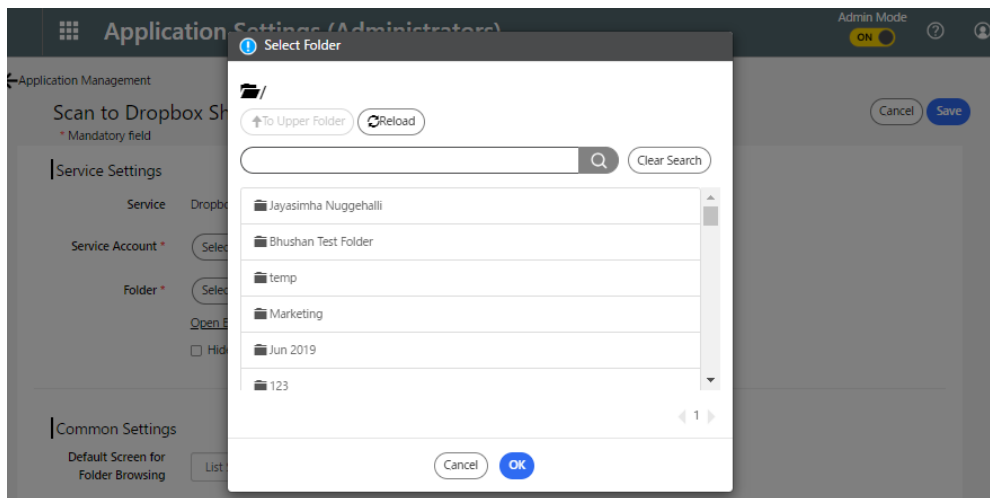 Application Settings (Administrators)
Admin Mode
ON
Application Management
Scan to Dropbox Sh
* Mandatory field
Cancel
Save
Service Settings
Service
Dropbo
Service Account *
Selec
Folder *
Selec
Open E
Hide
Common Settings
Default Screen for
Folder Browsing
List
Select Folder
/
To Upper Folder
Reload
Clear Search
Jayasimha Nuggehalli
Bhushan Test Folder
temp
Marketing
Jun 2019
123
1
Cancel
OK